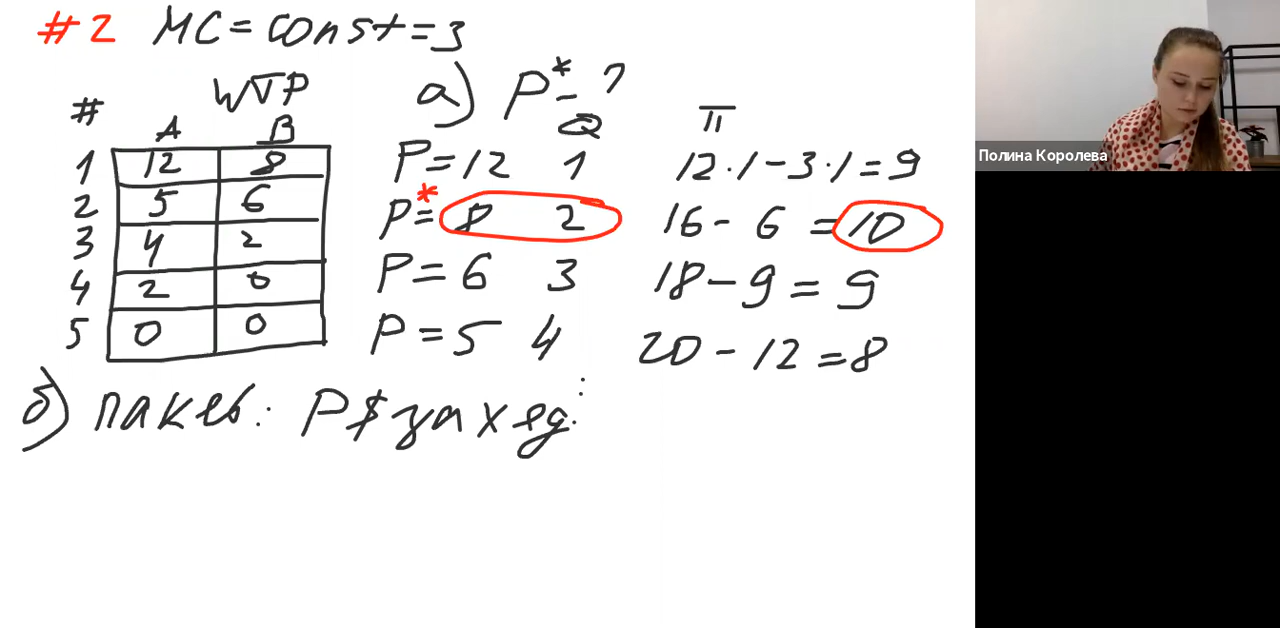 #2 MC = const = 3
WTP
# A B
1 12 8
2 5 6
3 4 2
4 2 0
5 0 0
а) P* - ?
Q π
P = 12 1 12·1 - 3·1 = 9
P* = 8 2 16 - 6 = 10
P = 6 3 18 - 9 = 9
P = 5 4 20 - 12 = 8
б) пакеты: P $ за x ед.:
Полина Королева